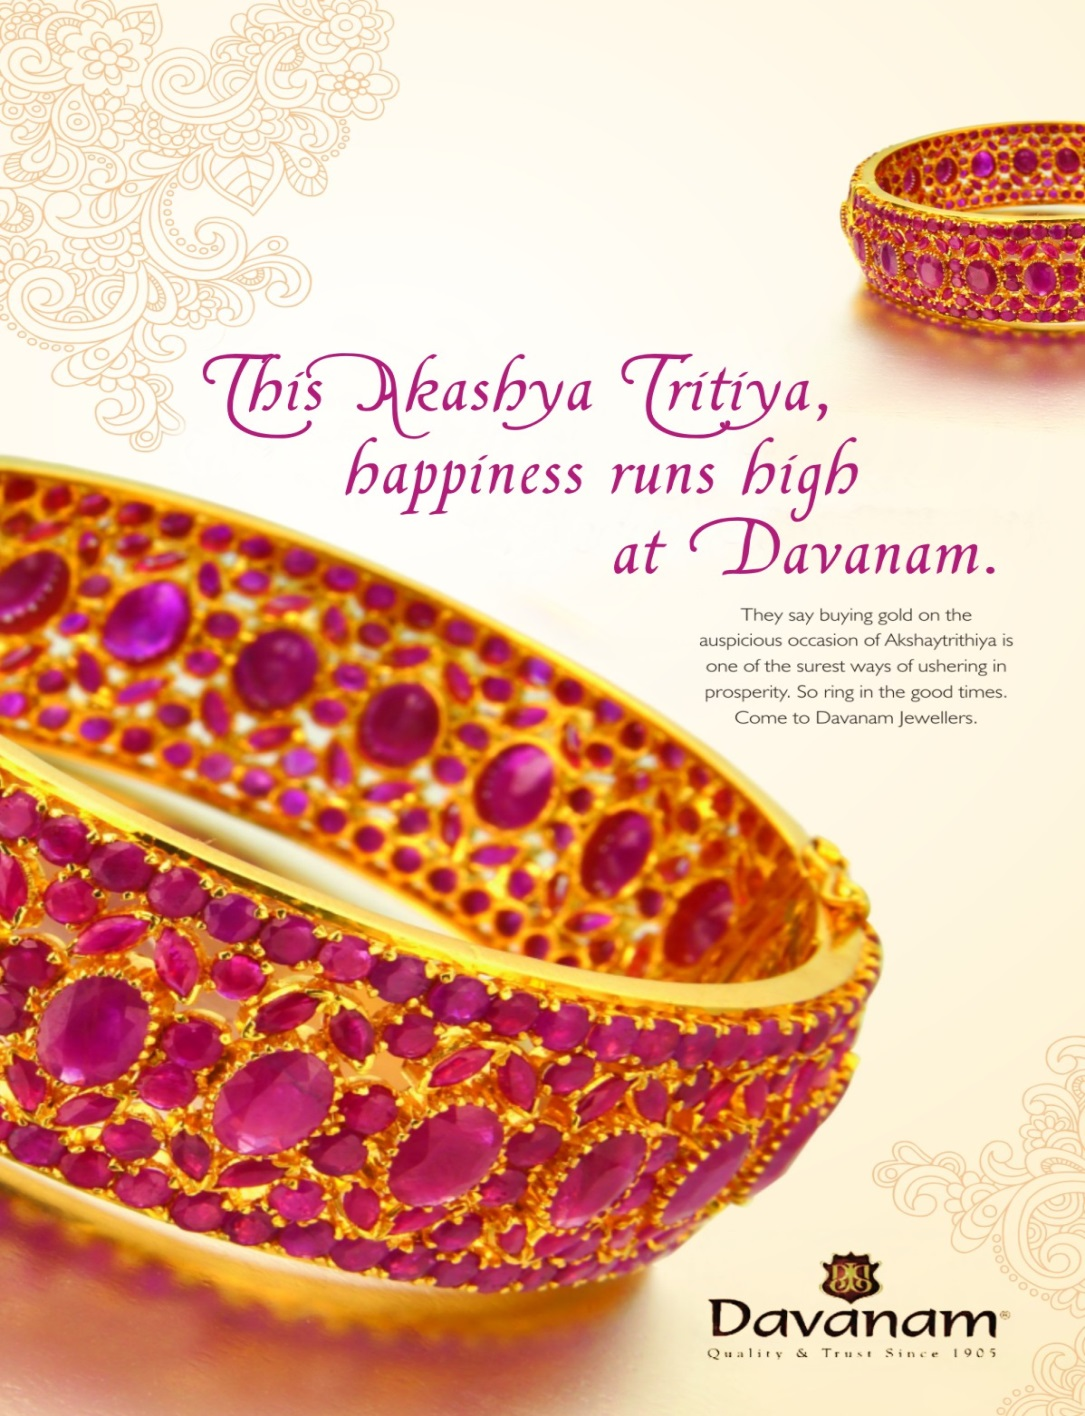 This Akashya Tritiya,
happiness runs high
at Davanam.
They say buying gold on the
auspicious occasion of Akshaytrithiya is
one of the surest ways of ushering in
prosperity. So ring in the good times.
Come to Davanam Jewellers.
Davanam®
Quality & Trust Since 1905